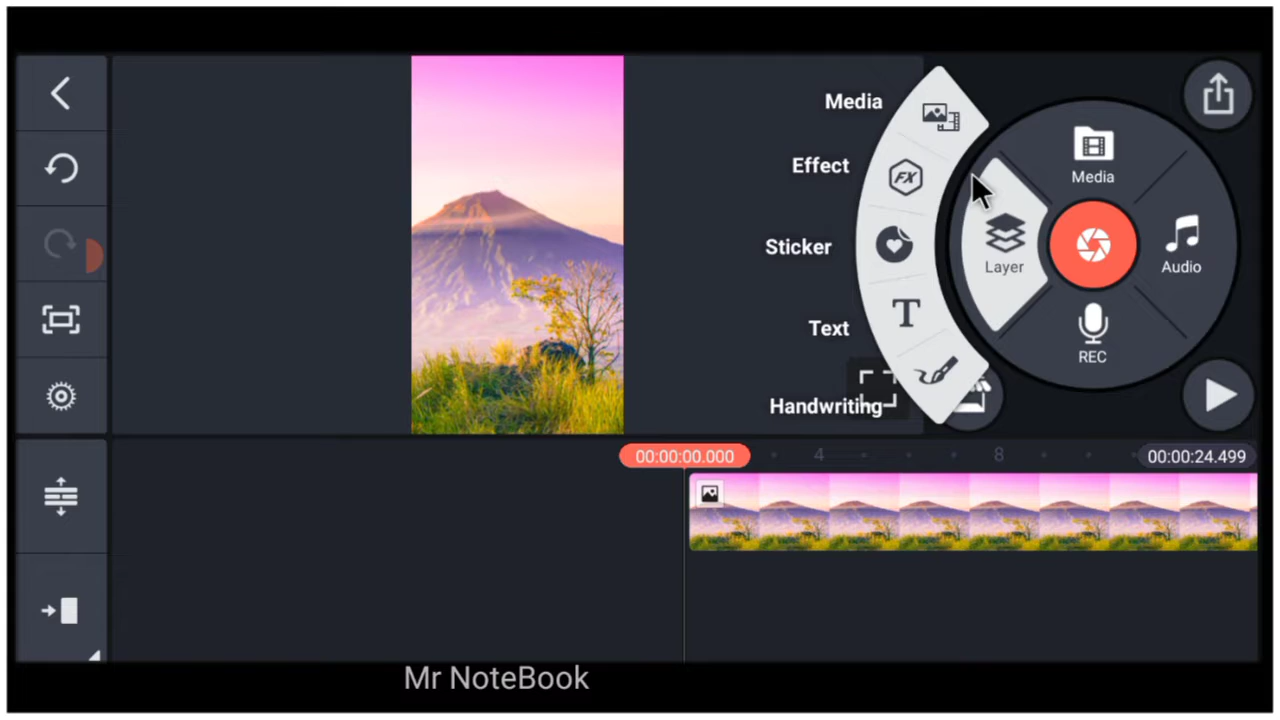 Media
Effect
Sticker
Text
Handwriting
FX
T
Media
Layer
Audio
REC
00:00:00.000
4
8
00:00:24.499
Mr NoteBook